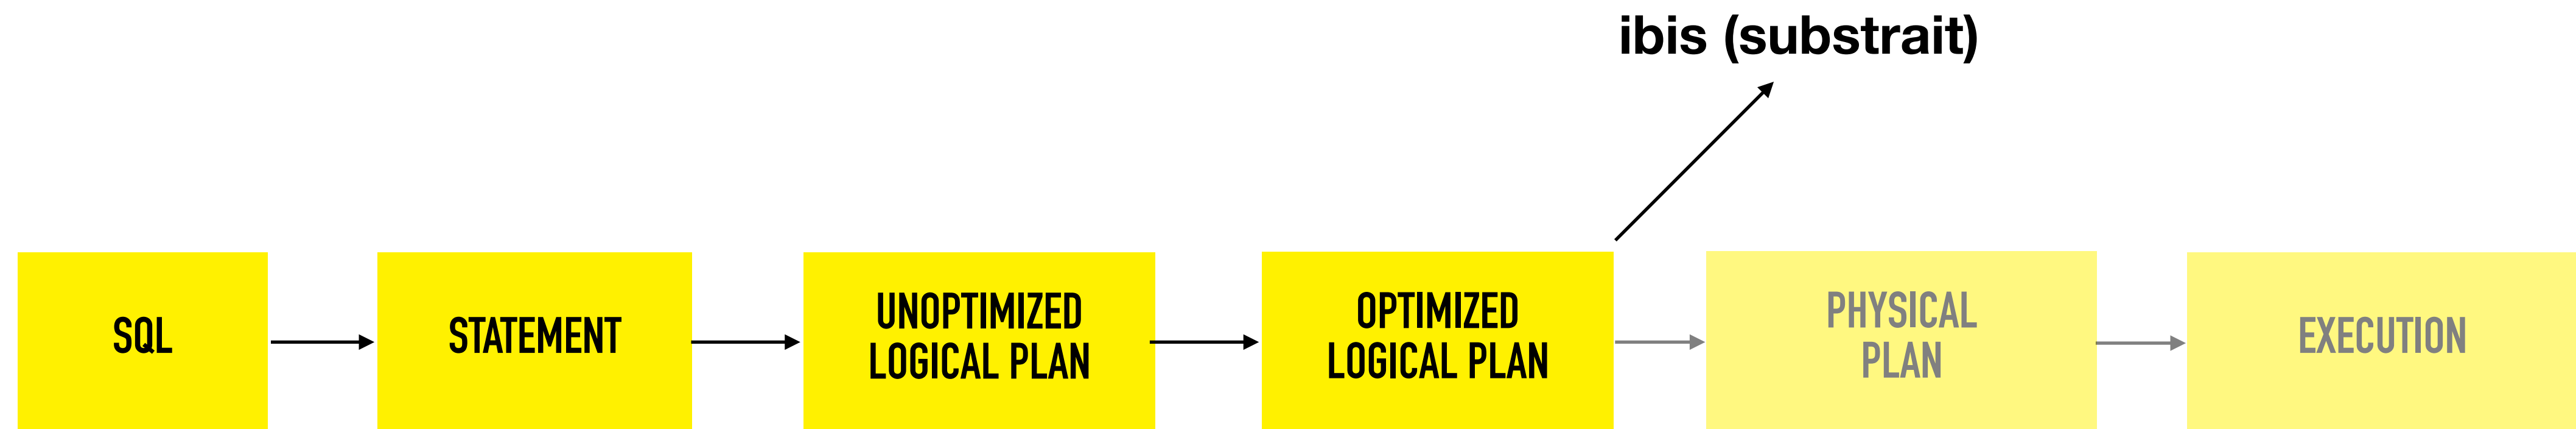 ibis (substrait)
SQL
STATEMENT
UNOPTIMIZED
LOGICAL PLAN
OPTIMIZED
LOGICAL PLAN
PHYSICAL
PLAN
EXECUTION